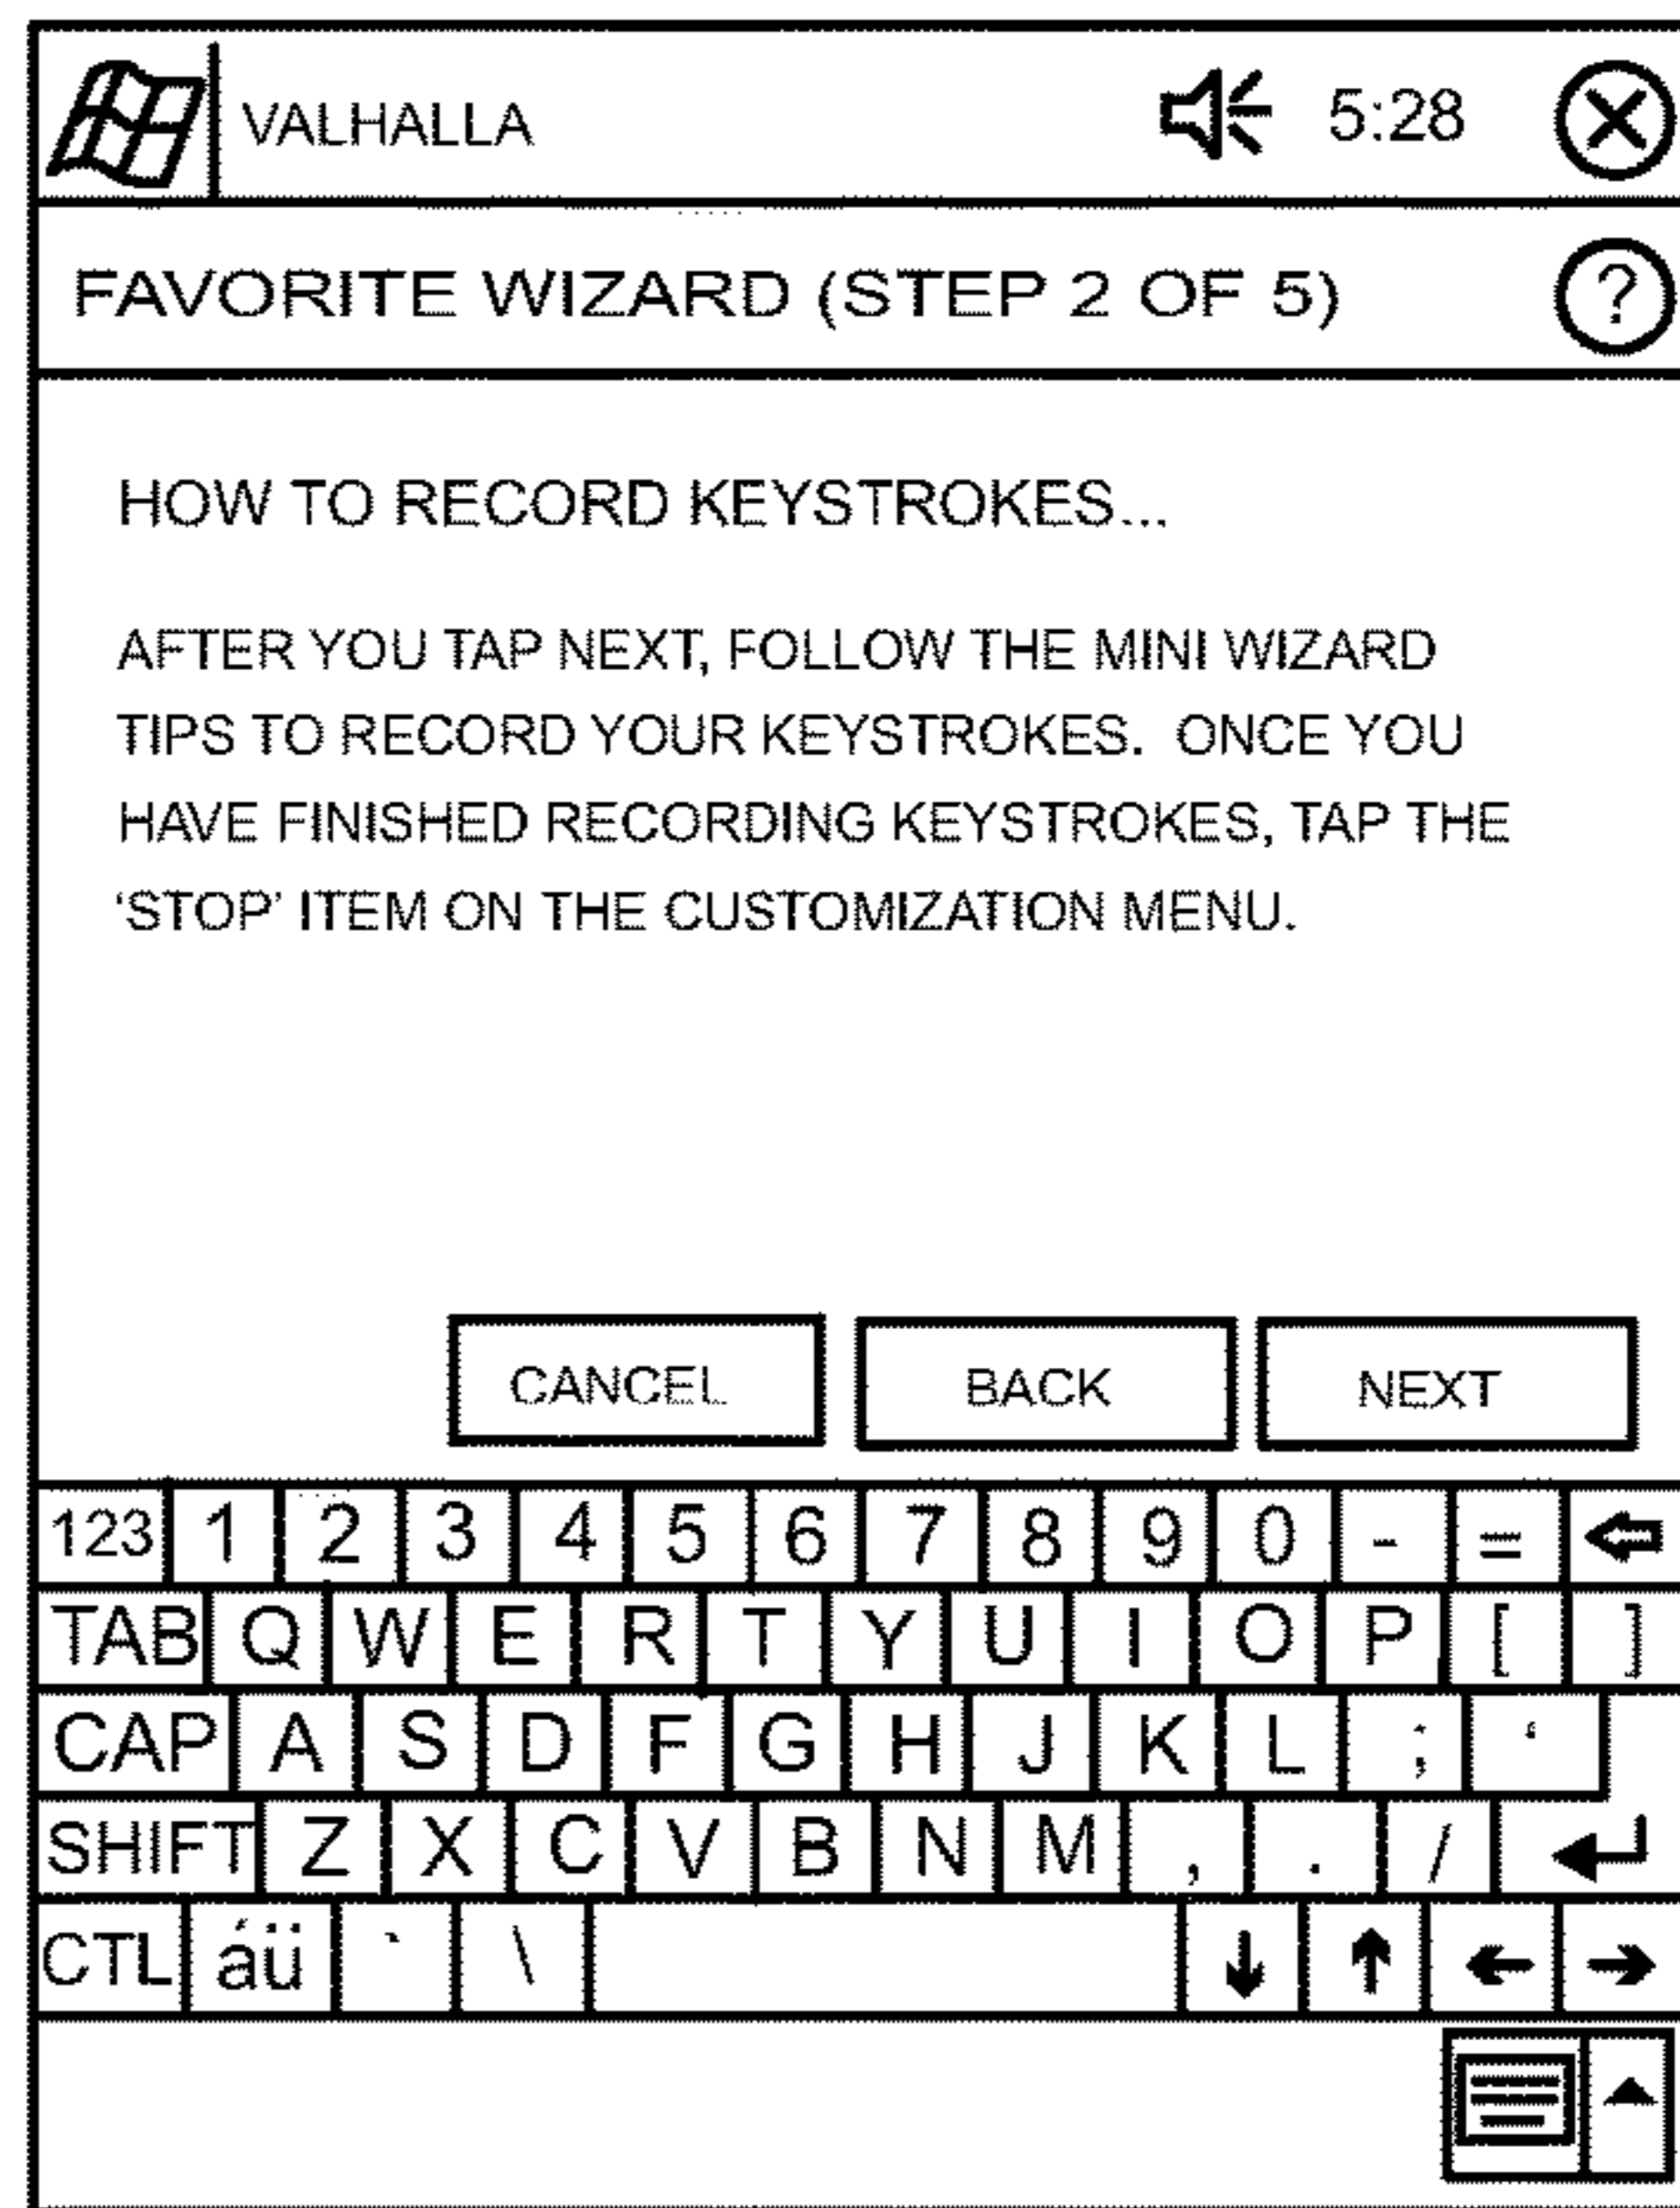 VALHALLA 5:28
FAVORITE WIZARD (STEP 2 OF 5) ?
HOW TO RECORD KEYSTROKES...
AFTER YOU TAP NEXT, FOLLOW THE MINI WIZARD
TIPS TO RECORD YOUR KEYSTROKES. ONCE YOU
HAVE FINISHED RECORDING KEYSTROKES, TAP THE
‘STOP’ ITEM ON THE CUSTOMIZATION MENU.
CANCEL BACK NEXT
123 1 2 3 4 5 6 7 8 9 0 - =
TAB Q W E R T Y U I O P [ ]
CAP A S D F G H J K L ; ‘
SHIFT Z X C V B N M , . /
CTL áü ` \